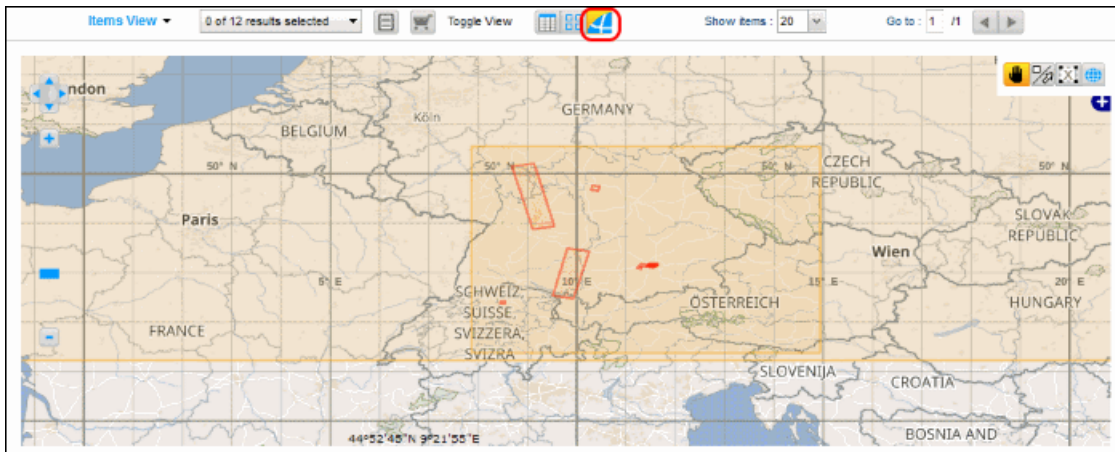 Items View
0 of 12 results selected
Toggle View
Show items : 20
Go to : 1 /1
ndon
GERMANY
BELGIUM
Köln
50° N
50° N
50° N
50° N
CZECH
REPUBLIC
Paris
SLOVAK
REPUBLIC
Wien
5° E
10° E
15° E
20° E
SCHWEIZ,
SUISSE,
SVIZZERA,
SVIZRA
ÖSTERREICH
HUNGARY
FRANCE
SLOVENIJA
CROATIA
BOSNIA AND
44°52'45"N 9°21'55"E